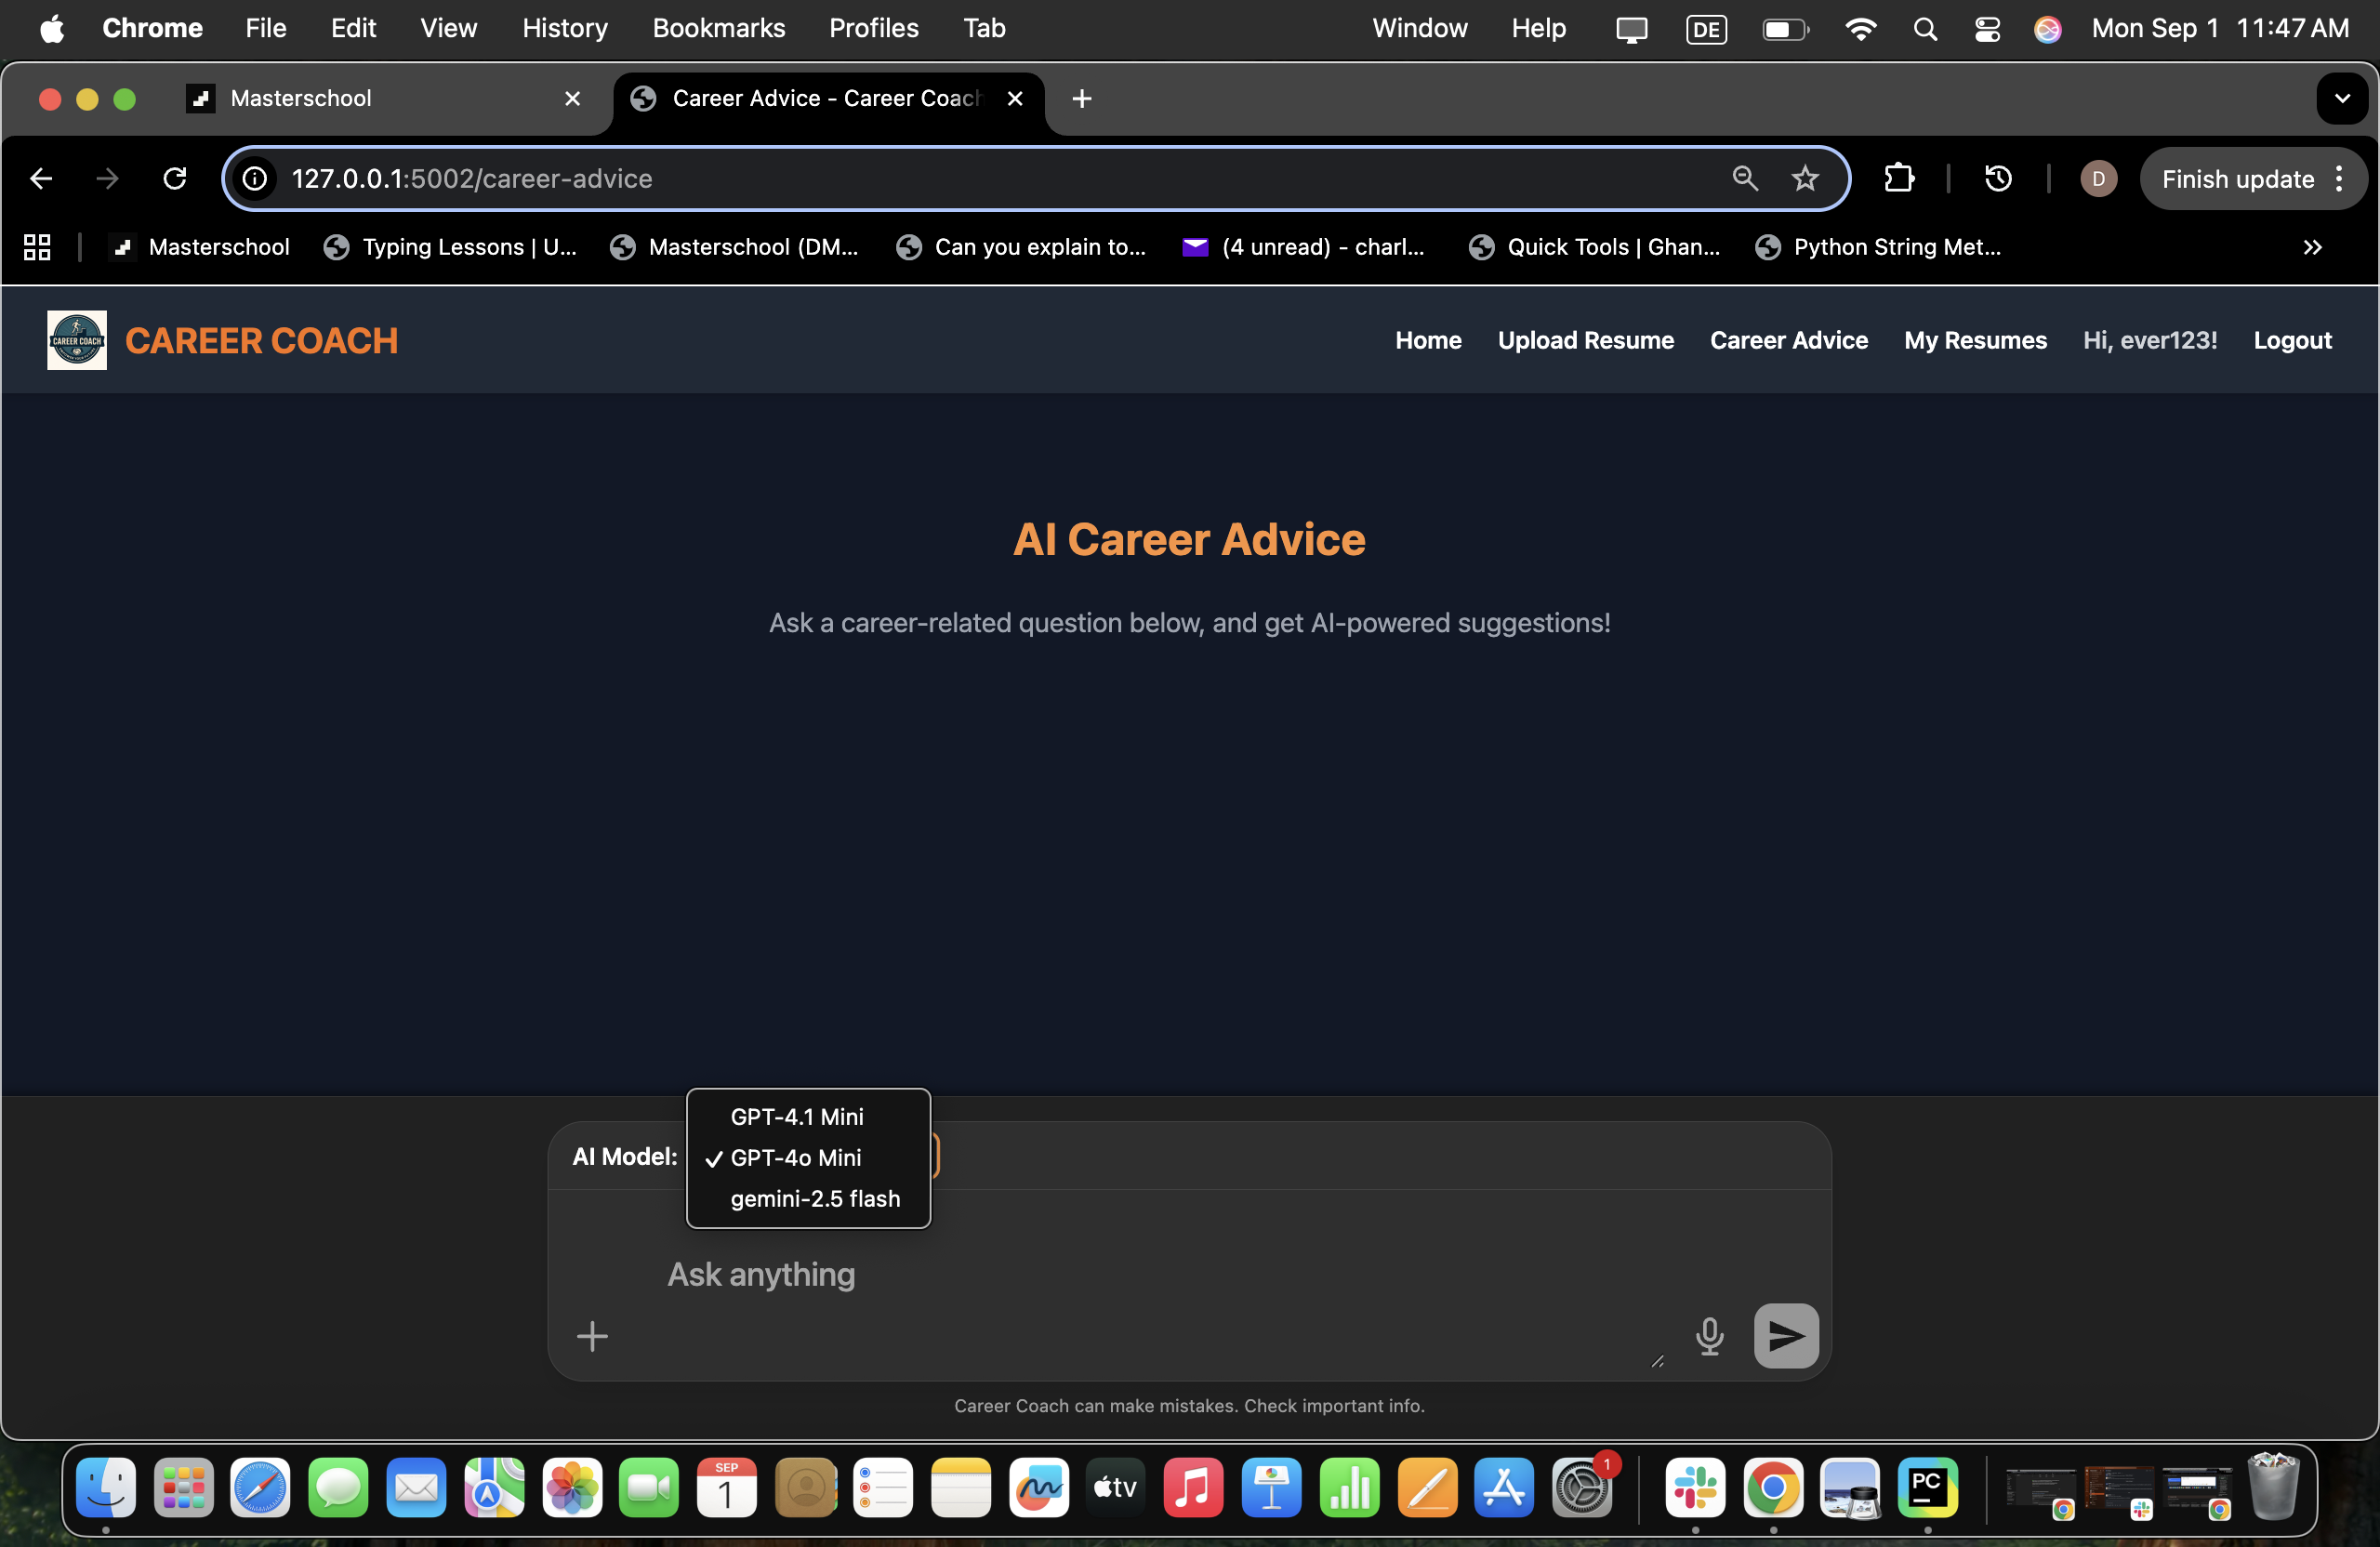 Chrome File Edit View History Bookmarks Profiles Tab Window Help DE Mon Sep 1 11:47 AM
Masterschool Career Advice - Career Coach
127.0.0.1:5002/career-advice D Finish update
Masterschool Typing Lessons | U... Masterschool (DM... Can you explain to... (4 unread) - charl... Quick Tools | Ghan... Python String Met...
CAREER COACH CAREER COACH Home Upload Resume Career Advice My Resumes Hi, ever123! Logout
AI Career Advice
Ask a career-related question below, and get AI-powered suggestions!
GPT-4.1 Mini
AI Model: ✓ GPT-4o Mini
gemini-2.5 flash
Ask anything
Career Coach can make mistakes. Check important info.
SEP
1
tv
1
PC